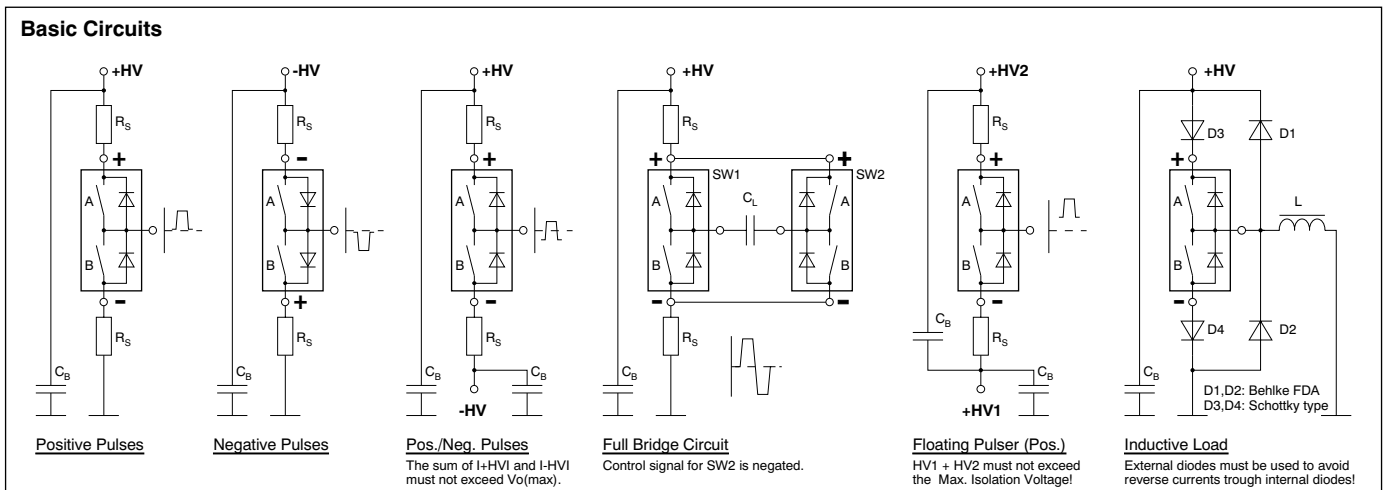 Basic Circuits
+HV
R_S
+
A
B
-
R_S
C_B
Positive Pulses
-HV
R_S
-
A
B
+
R_S
C_B
Negative Pulses
+HV
R_S
+
A
B
-
R_S
C_B
C_B
-HV
Pos./Neg. Pulses
The sum of I+HVI and I-HVI
must not exceed Vo(max).
+HV
R_S
+
+
SW1
SW2
A
A
C_L
B
B
-
-
R_S
C_B
Full Bridge Circuit
Control signal for SW2 is negated.
+HV2
R_S
+
A
B
-
C_B
R_S
C_B
+HV1
Floating Pulser (Pos.)
HV1 + HV2 must not exceed
the Max. Isolation Voltage!
+HV
D3
D1
+
A
L
B
-
D4
D2
C_B
D1,D2: Behlke FDA
D3,D4: Schottky type
Inductive Load
External diodes must be used to avoid
reverse currents trough internal diodes!